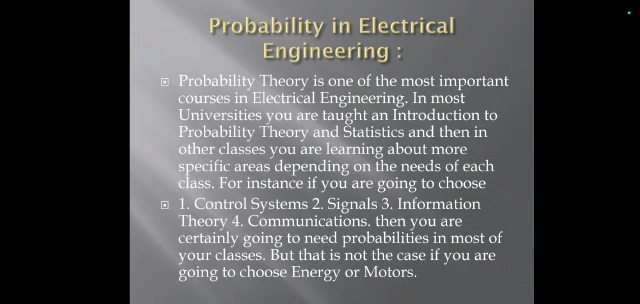 Probability in Electrical
Engineering :
Probability Theory is one of the most important
courses in Electrical Engineering. In most
Universities you are taught an Introduction to
Probability Theory and Statistics and then in
other classes you are learning about more
specific areas depending on the needs of each
class. For instance if you are going to choose
1. Control Systems 2. Signals 3. Information
Theory 4. Communications. then you are
certainly going to need probabilities in most of
your classes. But that is not the case if you are
going to choose Energy or Motors.